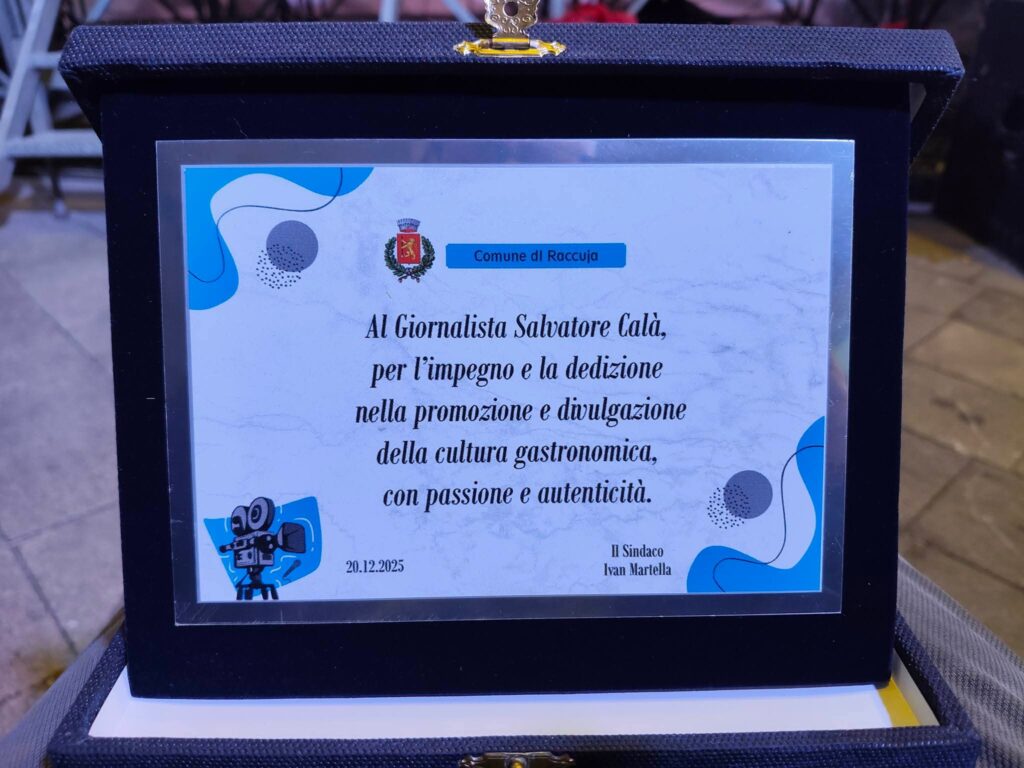 Comune di Raccuja
Al Giornalista Salvatore Calà,
per l'impegno e la dedizione
nella promozione e divulgazione
della cultura gastronomica,
con passione e autenticità.
20.12.2025
Il Sindaco
Ivan Martella